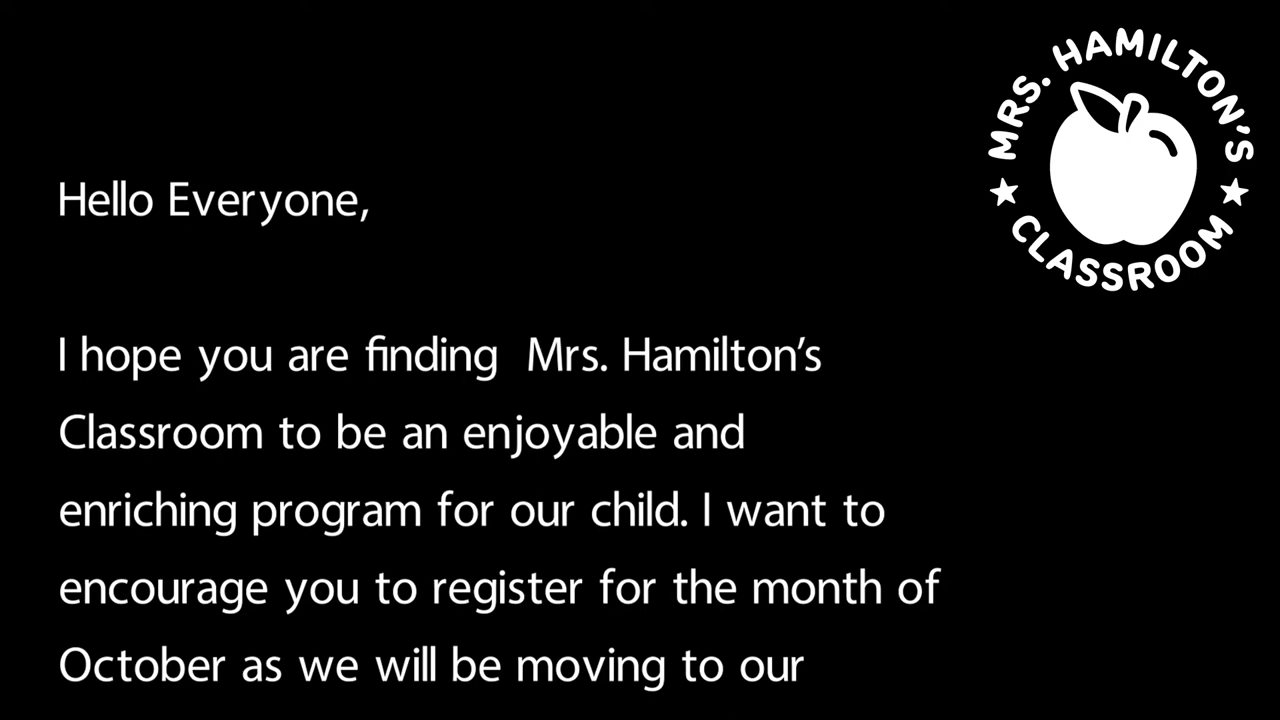 MRS. HAMILTON'S
★ CLASSROOM ★
Hello Everyone,
I hope you are finding  Mrs. Hamilton’s
Classroom to be an enjoyable and
enriching program for our child. I want to
encourage you to register for the month of
October as we will be moving to our